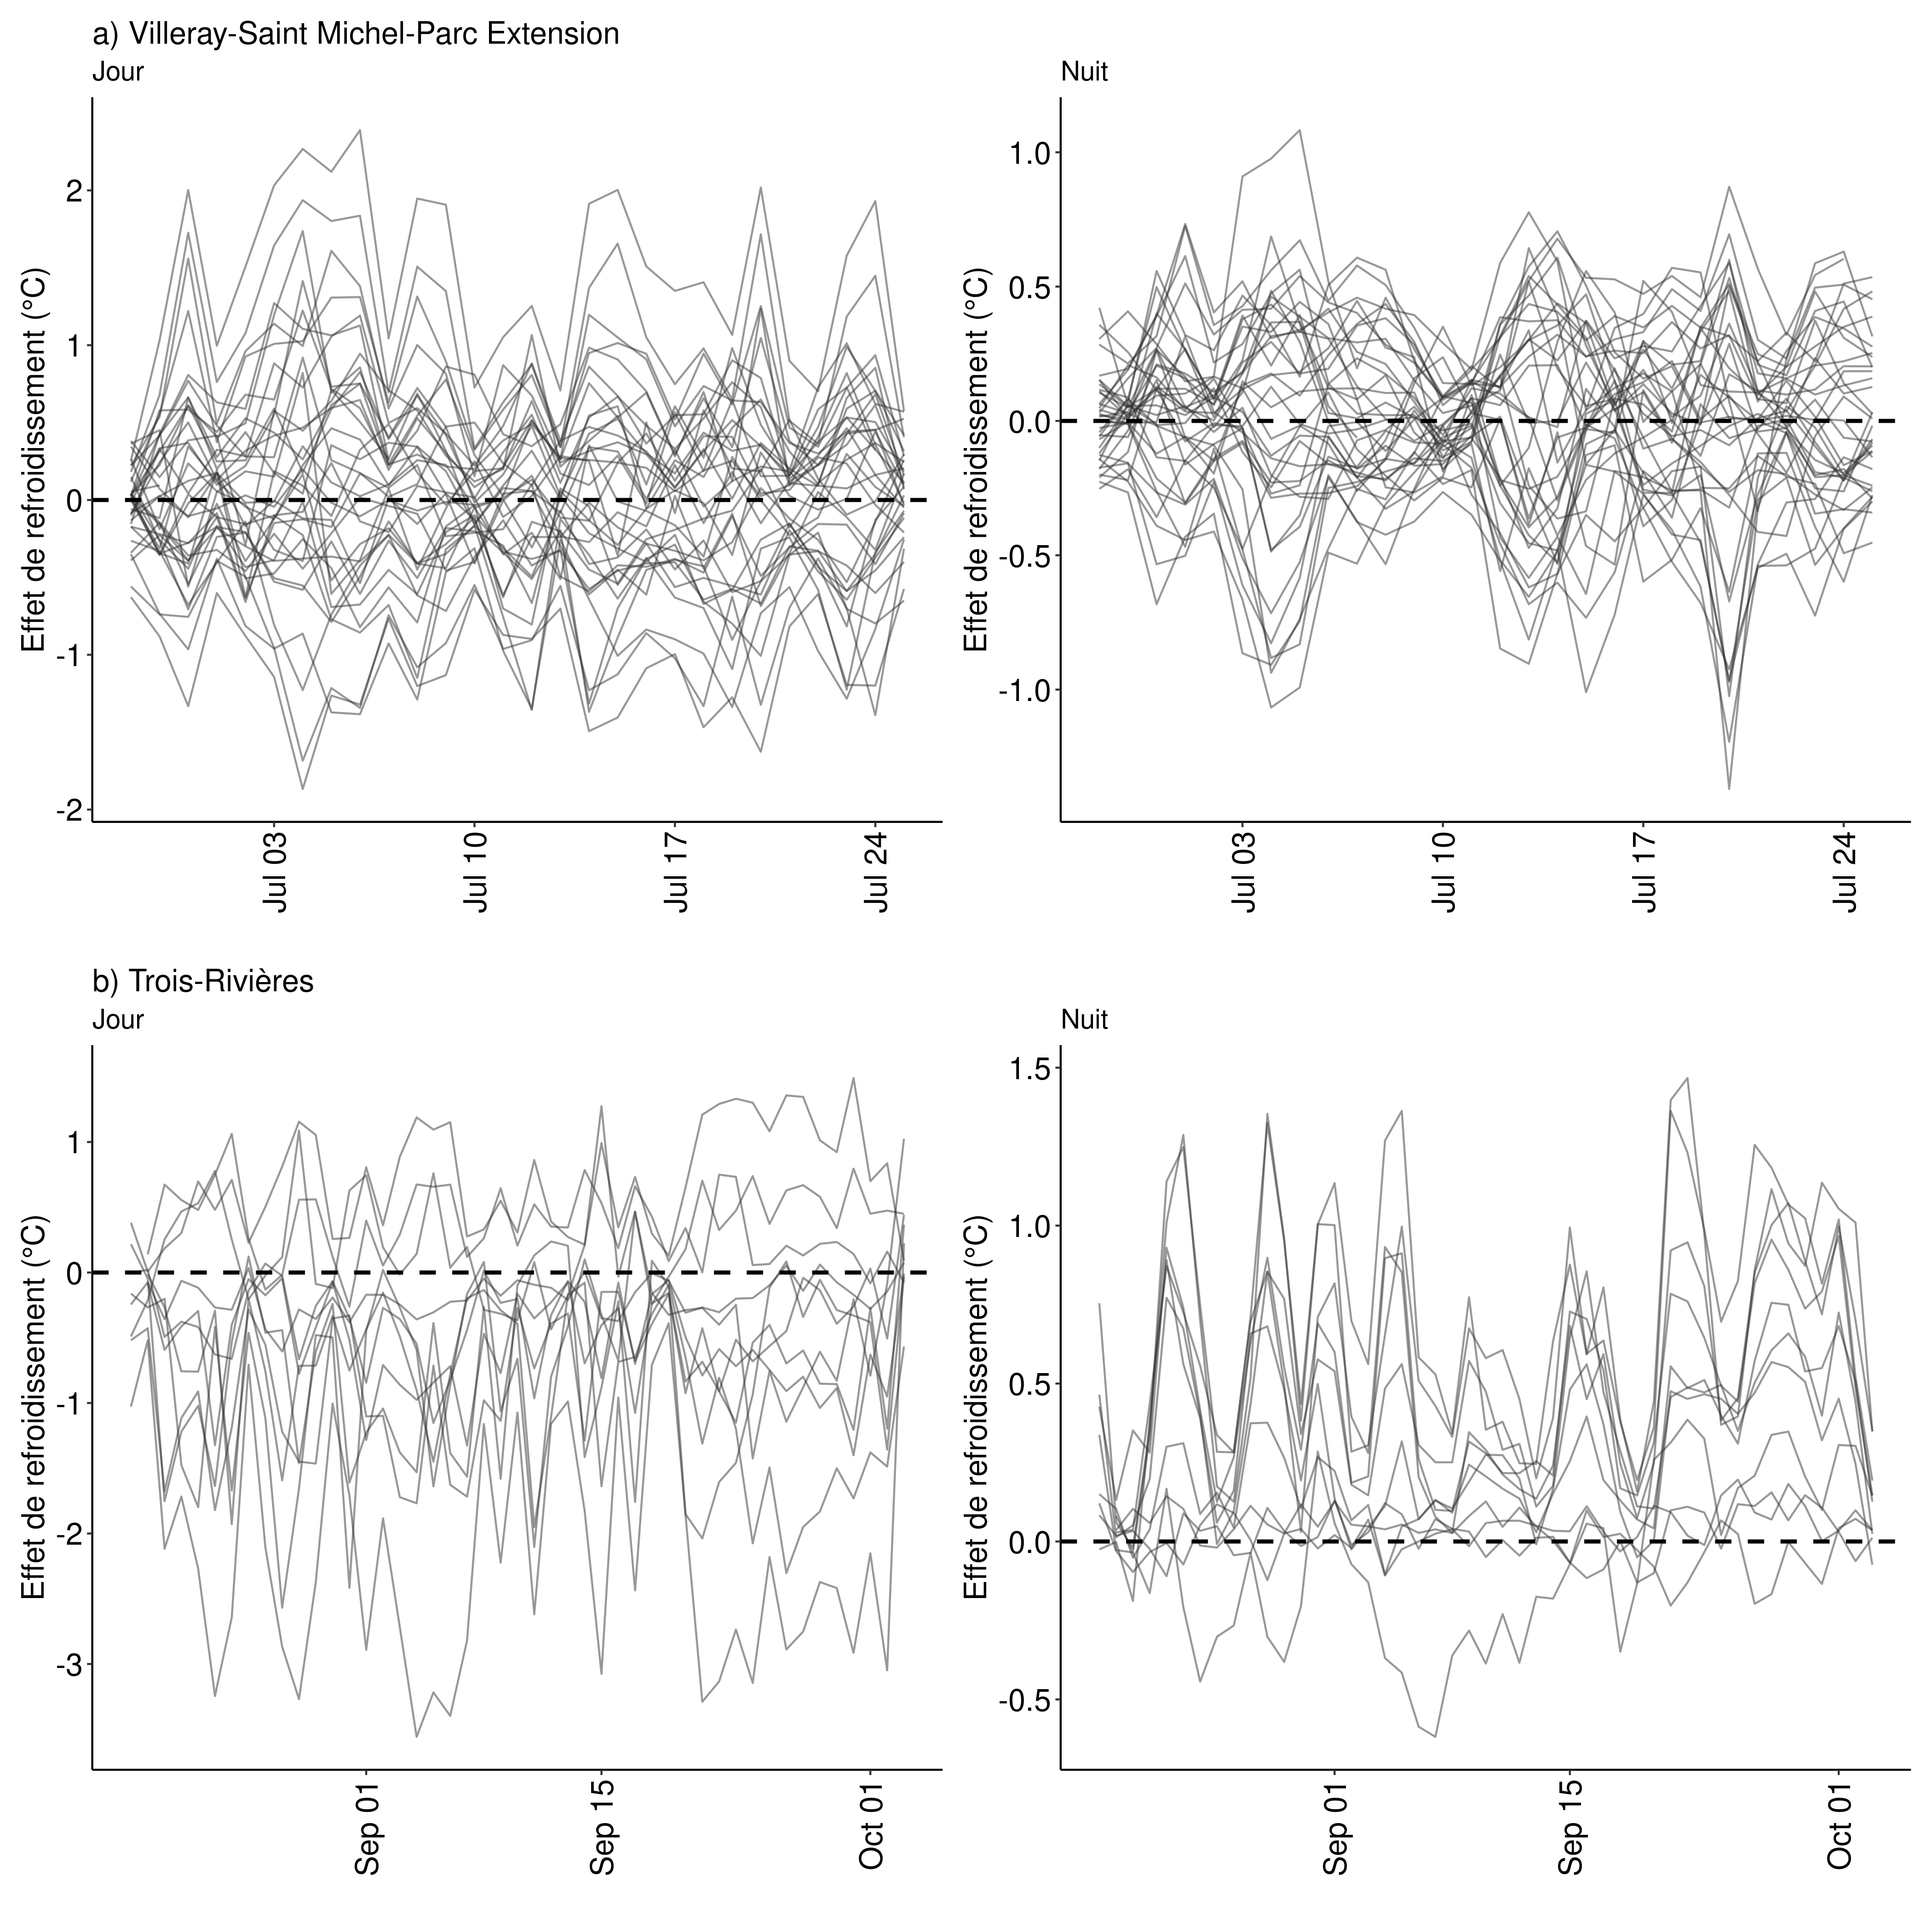 a) Villeray-Saint Michel-Parc Extension
Jour
Nuit
Effet de refroidissement (°C)
2
1
0
-1
-2
Jul 03
Jul 10
Jul 17
Jul 24
Effet de refroidissement (°C)
1.0
0.5
0.0
-0.5
-1.0
Jul 03
Jul 10
Jul 17
Jul 24
b) Trois-Rivières
Jour
Nuit
Effet de refroidissement (°C)
1
0
-1
-2
-3
Sep 01
Sep 15
Oct 01
Effet de refroidissement (°C)
1.5
1.0
0.5
0.0
-0.5
Sep 01
Sep 15
Oct 01